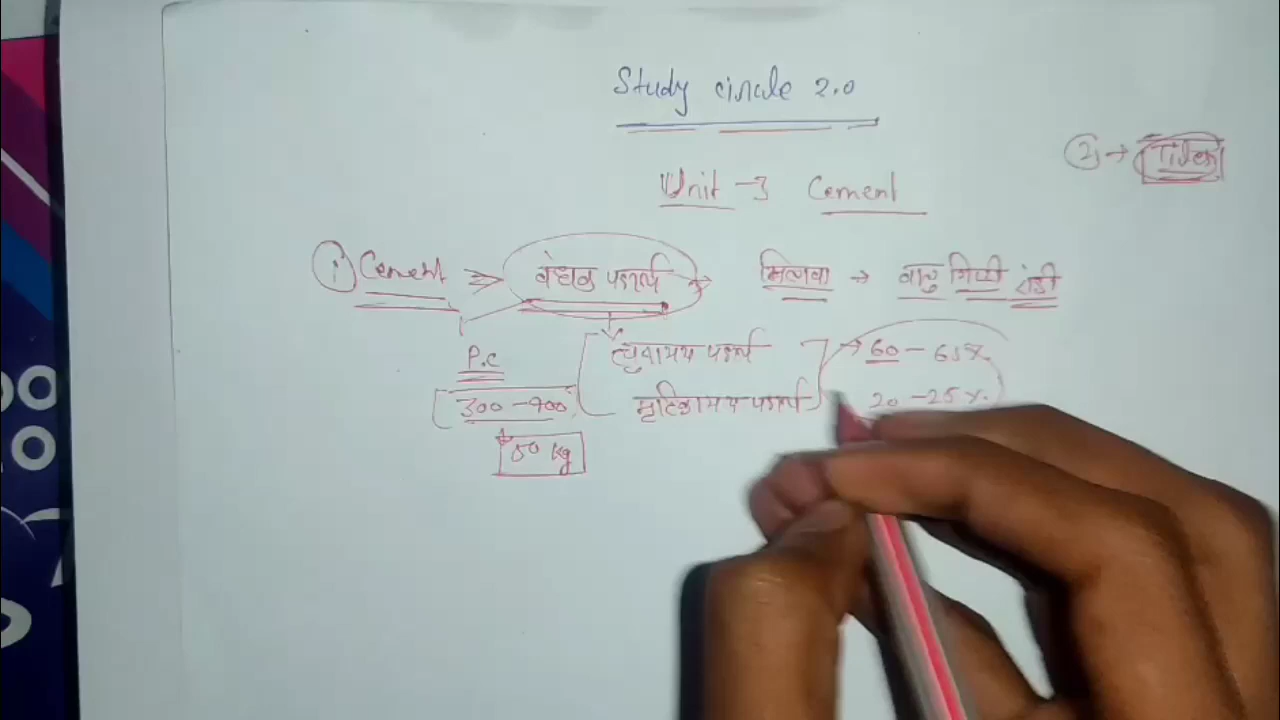 Study circle 2.0
Unit -3 Cement
2 → Tiles
1 Cement ⇒ बंधक पदार्थ → मिलावा → बालु गिट्टी रोडी
P.C चुनामय पदार्थ → 60 - 65%
300-400 मृतिकामय पदार्थ 20 - 25%.
50 kg